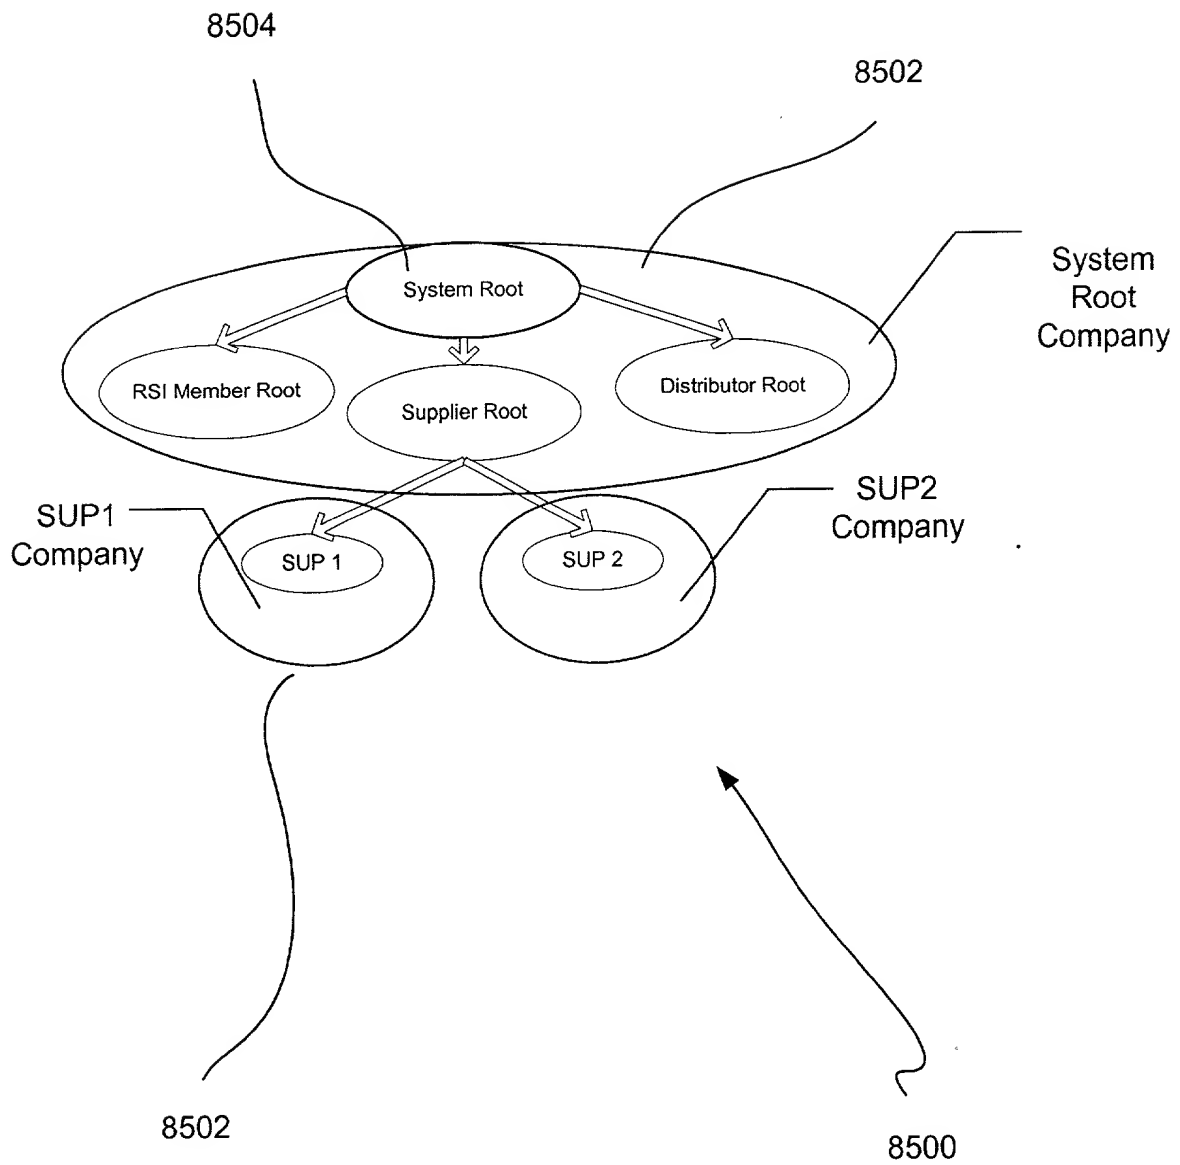 8504
8502
System
Root
Company
System Root
RSI Member Root
Supplier Root
Distributor Root
SUP1
Company
SUP2
Company
SUP 1
SUP 2
8502
8500